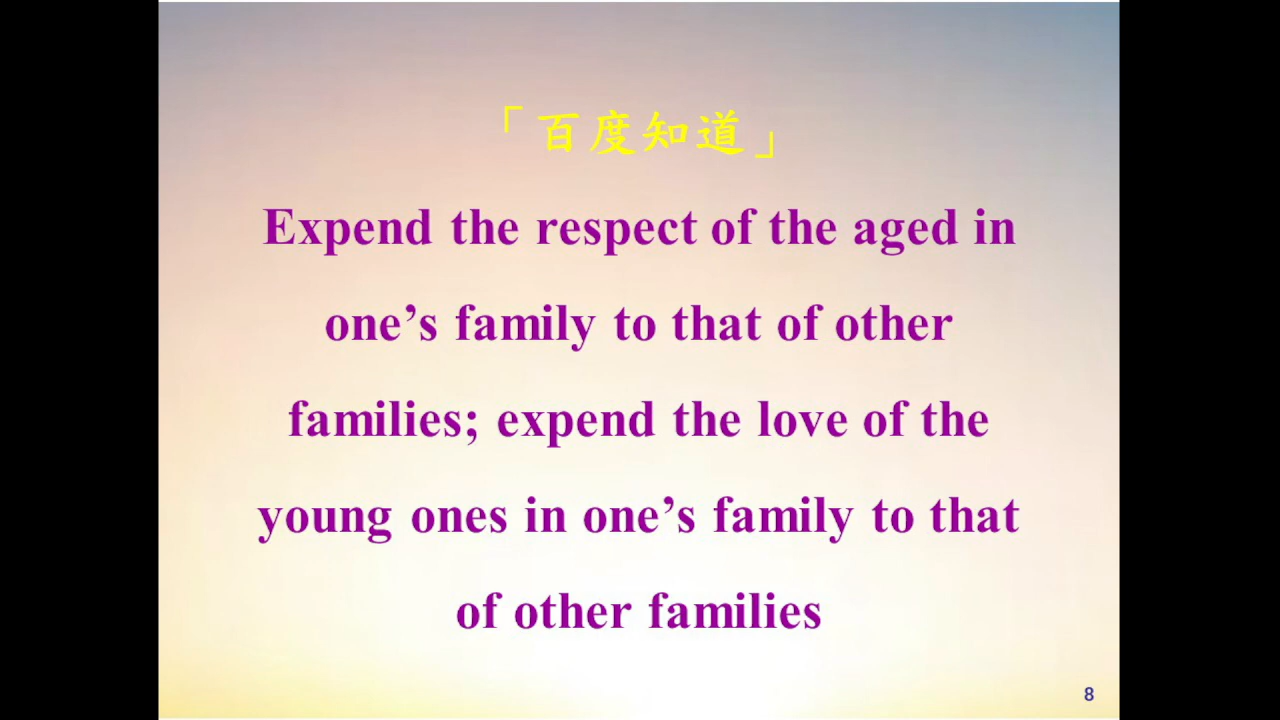 「百度知道」
Expend the respect of the aged in
one’s family to that of other
families; expend the love of the
young ones in one’s family to that
of other families
8